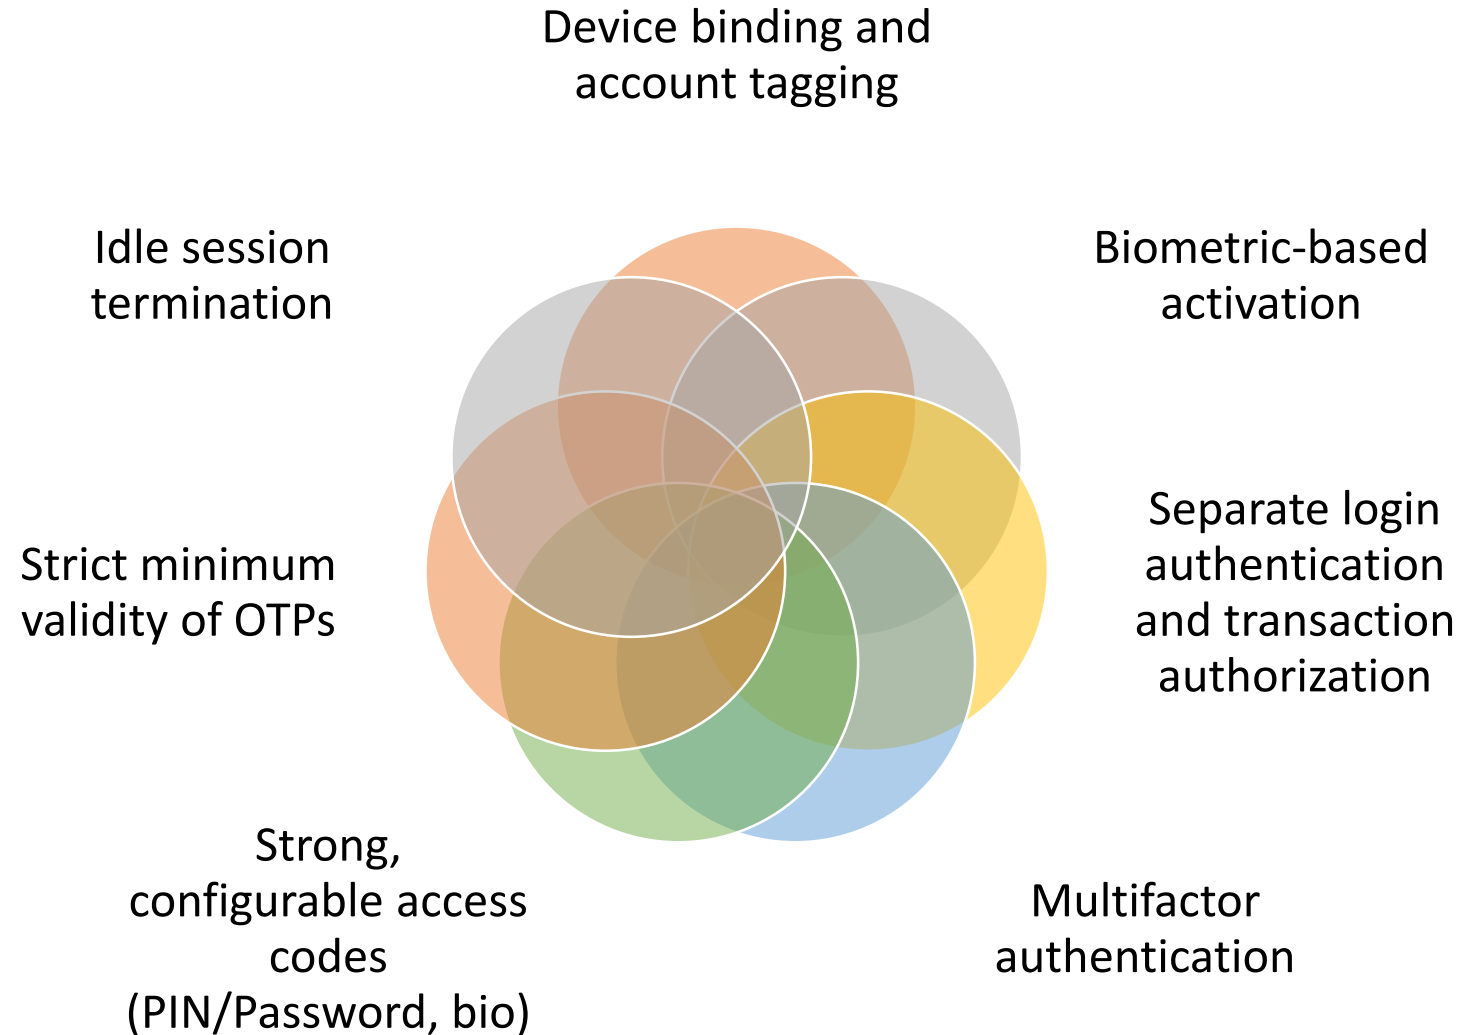 Device binding and
account tagging
Idle session
termination
Biometric-based
activation
Separate login
authentication
and transaction
authorization
Strict minimum
validity of OTPs
Strong,
configurable access
codes
(PIN/Password, bio)
Multifactor
authentication